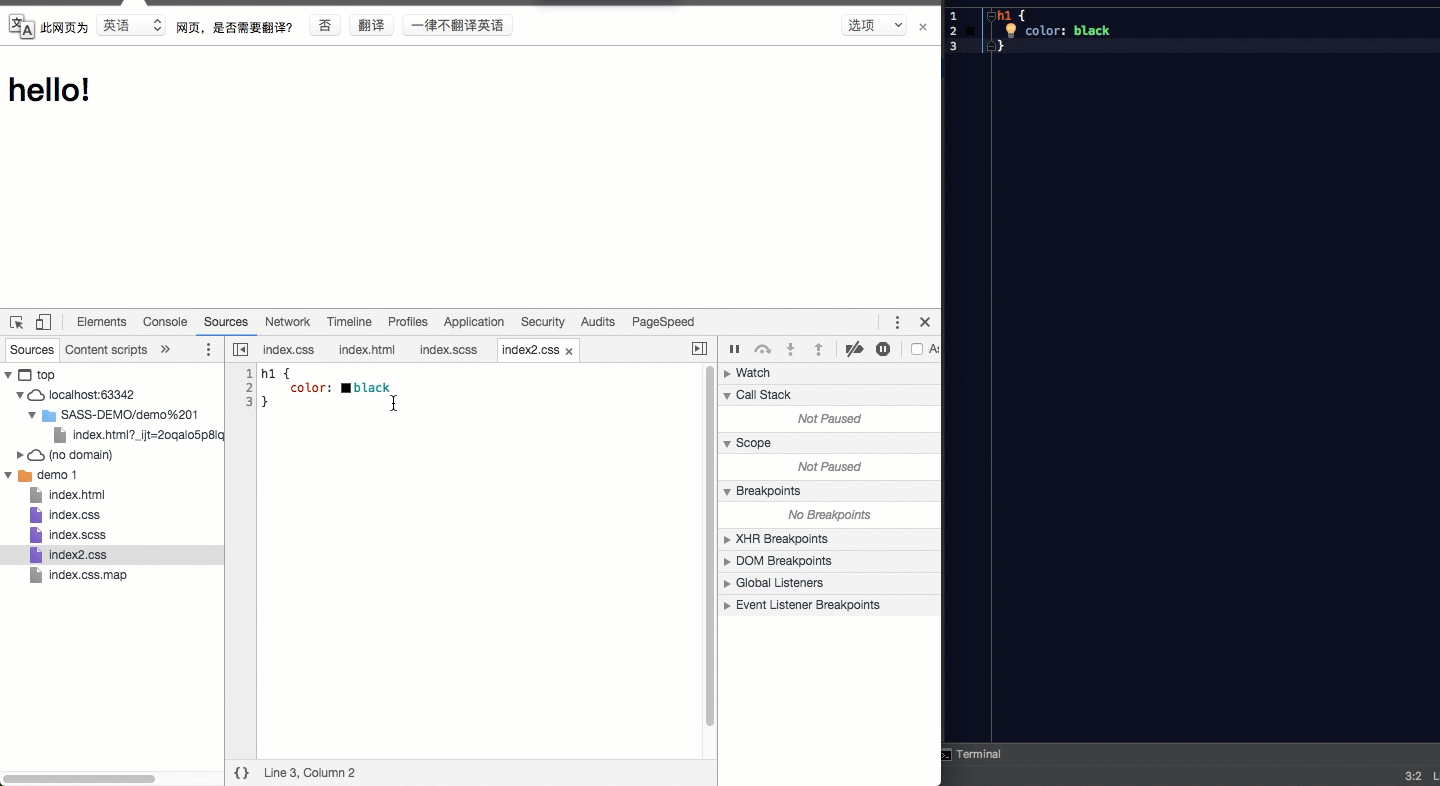 此网页为 英语 网页，是否需要翻译? 否 翻译 一律不翻译英语 选项
hello!
Elements Console Sources Network Timeline Profiles Application Security Audits PageSpeed
Sources Content scripts
index.css index.html index.scss index2.css
top
localhost:63342
SASS-DEMO/demo%201
index.html?_ijt=2oqalo5p8lq
(no domain)
demo 1
index.html
index.css
index.scss
index2.css
index.css.map
1 h1 {
2 color: black
3 }
{} Line 3, Column 2
As
Watch
Call Stack
Not Paused
Scope
Not Paused
Breakpoints
No Breakpoints
XHR Breakpoints
DOM Breakpoints
Global Listeners
Event Listener Breakpoints
1 h1 {
2 color: black
3 }
Terminal
3:2 L